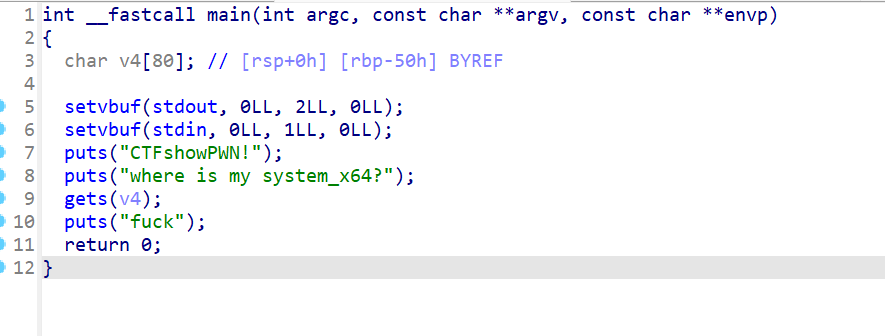 1 int __fastcall main(int argc, const char **argv, const char **envp)
2 {
3 char v4[80]; // [rsp+0h] [rbp-50h] BYREF
4
5 setvbuf(stdout, 0LL, 2LL, 0LL);
6 setvbuf(stdin, 0LL, 1LL, 0LL);
7 puts("CTFshowPWN!");
8 puts("where is my system_x64?");
9 gets(v4);
10 puts("fuck");
11 return 0;
12 }